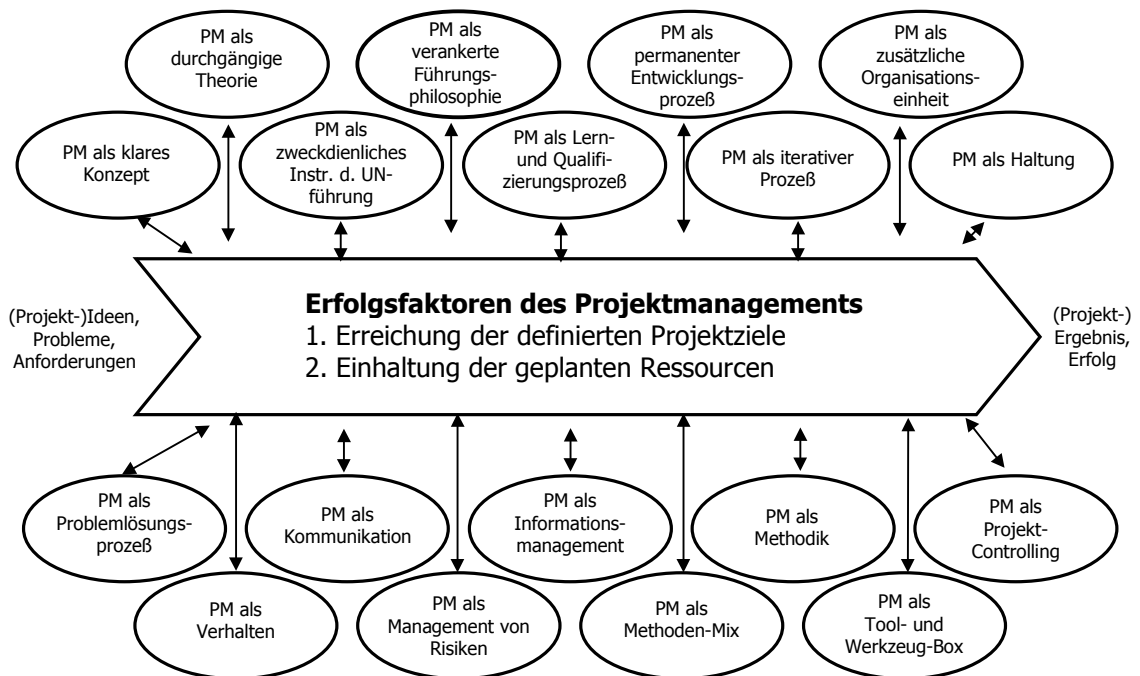 PM als
durchgängige
Theorie
PM als
verankerte
Führungs-
philosophie
PM als
permanenter
Entwicklungs-
prozeß
PM als
zusätzliche
Organisations-
einheit
PM als klares
Konzept
PM als
zweckdienliches
Instr. d. UN-
führung
PM als Lern-
und Qualifi-
zierungsprozeß
PM als iterativer
Prozeß
PM als Haltung
(Projekt-)Ideen,
Probleme,
Anforderungen
Erfolgsfaktoren des Projektmanagements
1. Erreichung der definierten Projektziele
2. Einhaltung der geplanten Ressourcen
(Projekt-)
Ergebnis,
Erfolg
PM als
Problemlösungs-
prozeß
PM als
Kommunikation
PM als
Informations-
management
PM als
Methodik
PM als
Projekt-
Controlling
PM als
Verhalten
PM als
Management von
Risiken
PM als
Methoden-Mix
PM als
Tool- und
Werkzeug-Box